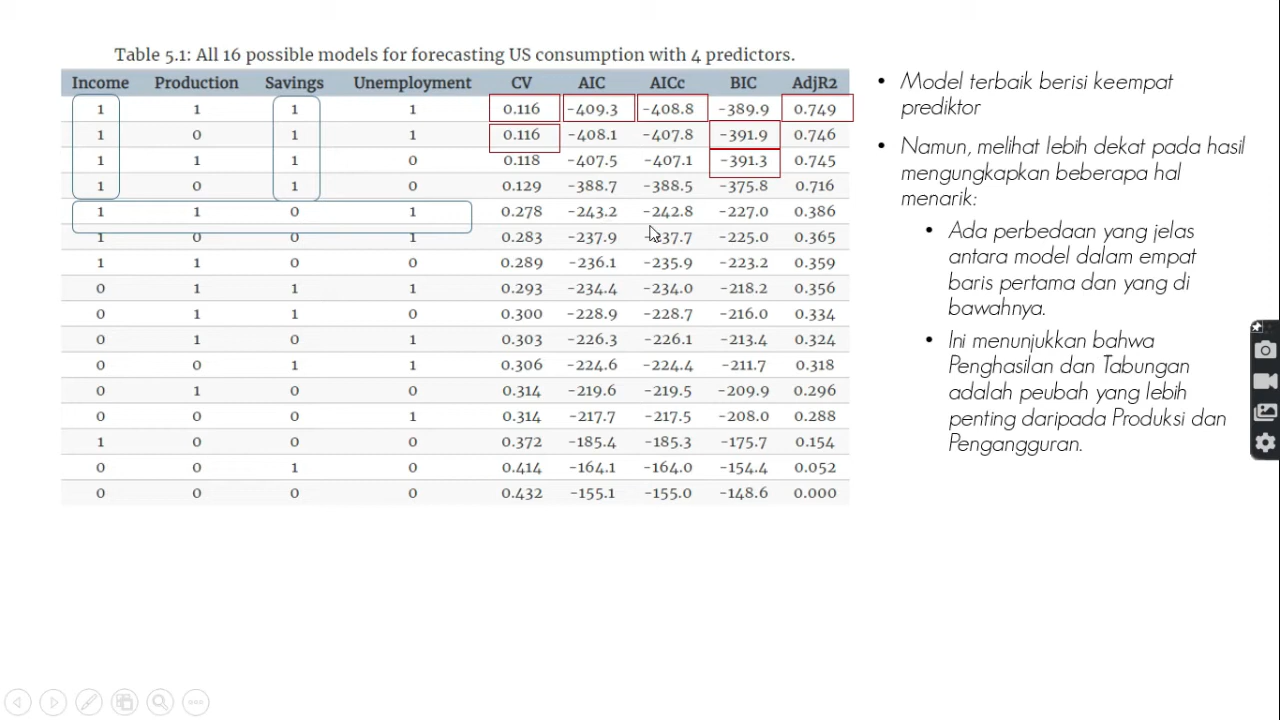 Table 5.1: All 16 possible models for forecasting US consumption with 4 predictors.
Income Production Savings Unemployment CV AIC AICc BIC AdjR2
1 1 1 1 0.116 -409.3 -408.8 -389.9 0.749
1 0 1 1 0.116 -408.1 -407.8 -391.9 0.746
1 1 1 0 0.118 -407.5 -407.1 -391.3 0.745
1 0 1 0 0.129 -388.7 -388.5 -375.8 0.716
1 1 0 1 0.278 -243.2 -242.8 -227.0 0.386
1 0 0 1 0.283 -237.9 -237.7 -225.0 0.365
1 1 0 0 0.289 -236.1 -235.9 -223.2 0.359
0 1 1 1 0.293 -234.4 -234.0 -218.2 0.356
0 1 1 0 0.300 -228.9 -228.7 -216.0 0.334
0 1 0 1 0.303 -226.3 -226.1 -213.4 0.324
0 0 1 1 0.306 -224.6 -224.4 -211.7 0.318
0 1 0 0 0.314 -219.6 -219.5 -209.9 0.296
0 0 0 1 0.314 -217.7 -217.5 -208.0 0.288
1 0 0 0 0.372 -185.4 -185.3 -175.7 0.154
0 0 1 0 0.414 -164.1 -164.0 -154.4 0.052
0 0 0 0 0.432 -155.1 -155.0 -148.6 0.000
• Model terbaik berisi keempat
prediktor
• Namun, melihat lebih dekat pada hasil
mengungkapkan beberapa hal
menarik:
• Ada perbedaan yang jelas
antara model dalam empat
baris pertama dan yang di
bawahnya.
• Ini menunjukkan bahwa
Penghasilan dan Tabungan
adalah peubah yang lebih
penting daripada Produksi dan
Pengangguran.